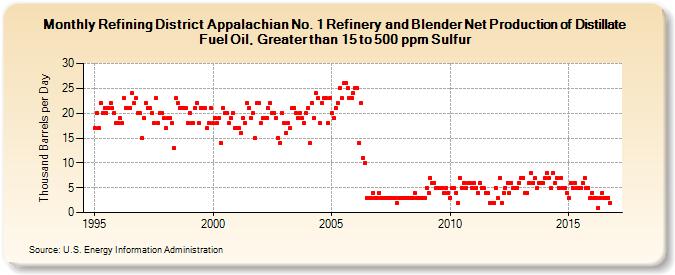 Monthly Refining District Appalachian No. 1 Refinery and Blender Net Production of Distillate
Fuel Oil, Greater than 15 to 500 ppm Sulfur
Thousand Barrels per Day
30
25
20
15
10
5
0
1995 2000 2005 2010 2015
Source: U.S. Energy Information Administration